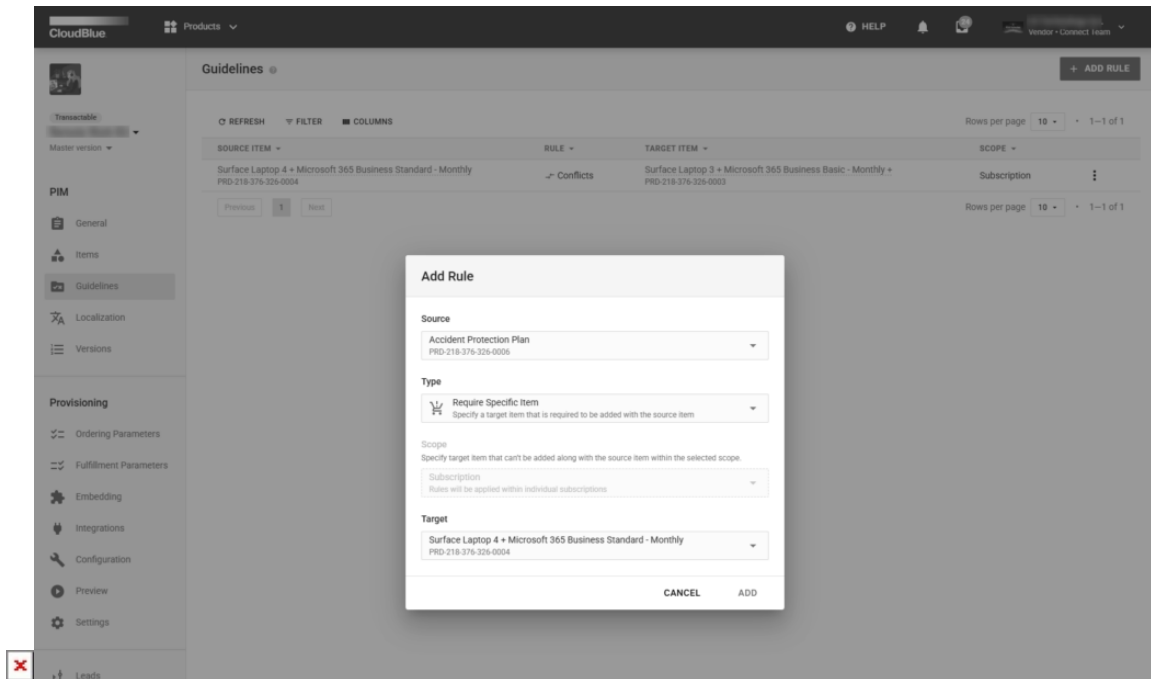 CloudBlue
Products
HELP
Vendor • Connect Team
Guidelines
+ ADD RULE
Transactable
Master version
REFRESH
FILTER
COLUMNS
Rows per page 10 • 1–1 of 1
SOURCE ITEM
RULE
TARGET ITEM
SCOPE
Surface Laptop 4 + Microsoft 365 Business Standard - Monthly
PRD-218-376-326-0004
Conflicts
Surface Laptop 3 + Microsoft 365 Business Basic - Monthly +
PRD-218-376-326-0003
Subscription
Previous 1 Next
Rows per page 10 • 1–1 of 1
PIM
General
Items
Guidelines
Localization
Versions
Provisioning
Ordering Parameters
Fulfillment Parameters
Embedding
Integrations
Configuration
Preview
Settings
Leads
Add Rule
Source
Accident Protection Plan
PRD-218-376-326-0006
Type
Require Specific Item
Specify a target item that is required to be added with the source item
Scope
Specify target item that can't be added along with the source item within the selected scope.
Subscription
Rules will be applied within individual subscriptions
Target
Surface Laptop 4 + Microsoft 365 Business Standard - Monthly
PRD-218-376-326-0004
CANCEL
ADD